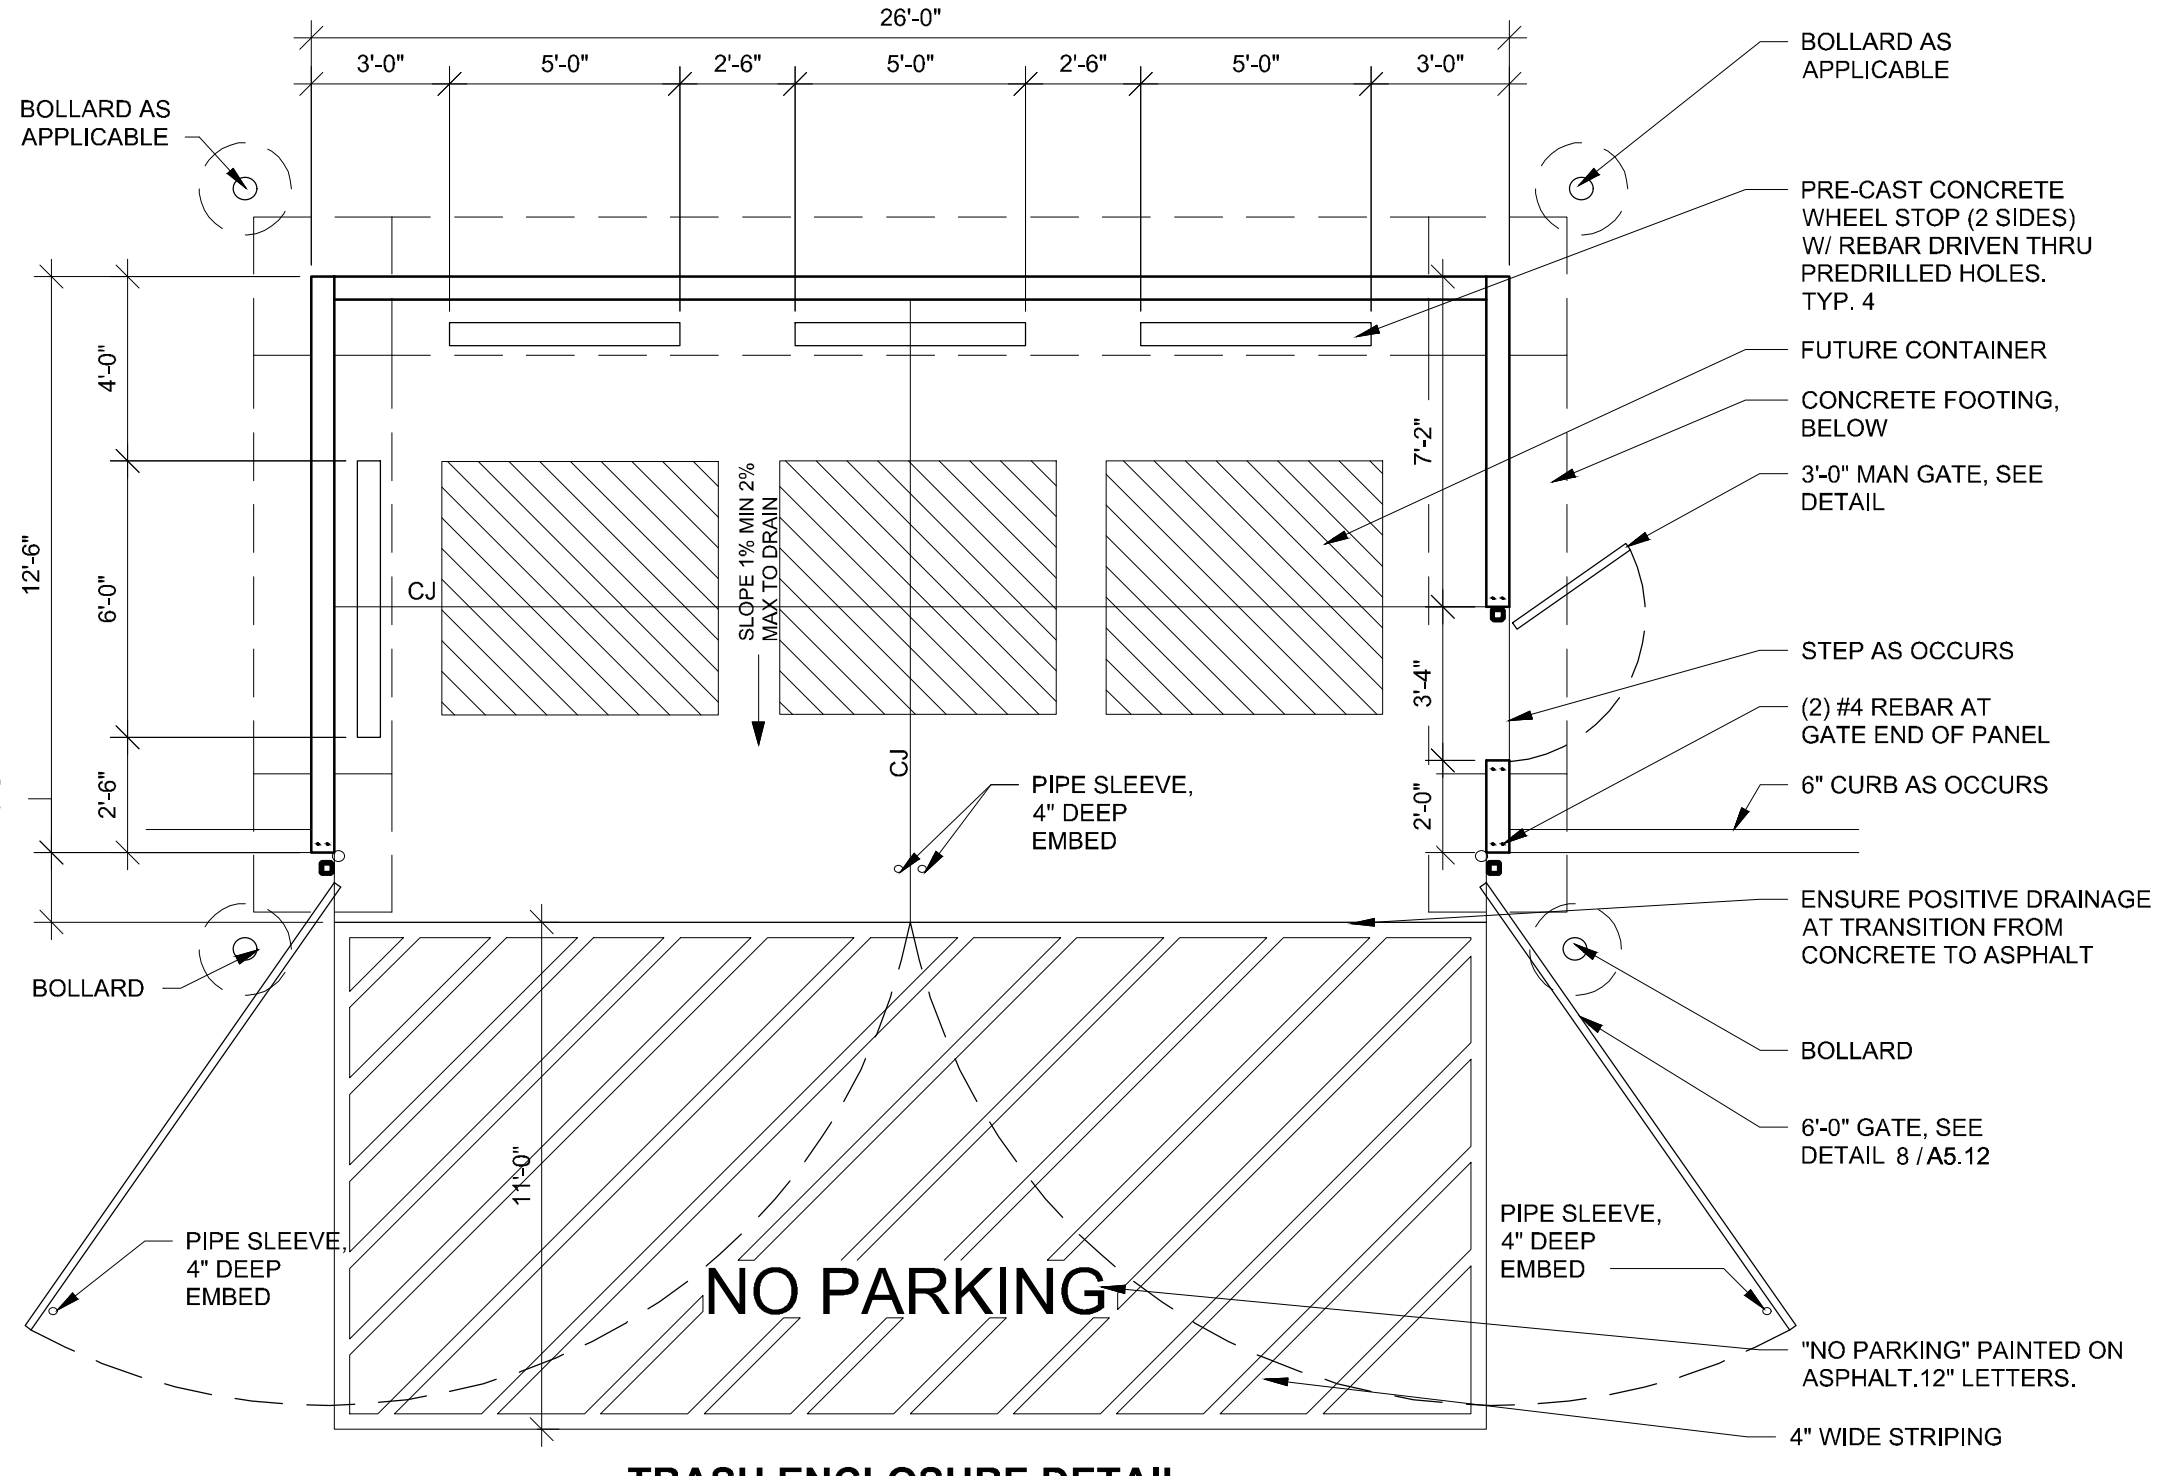 26'-0"
3'-0"
5'-0"
2'-6"
5'-0"
2'-6"
5'-0"
3'-0"
BOLLARD AS
APPLICABLE
BOLLARD AS
APPLICABLE
PRE-CAST CONCRETE
WHEEL STOP (2 SIDES)
W/ REBAR DRIVEN THRU
PREDRILLED HOLES.
TYP. 4
FUTURE CONTAINER
CONCRETE FOOTING,
BELOW
3'-0" MAN GATE, SEE
DETAIL
STEP AS OCCURS
(2) #4 REBAR AT
GATE END OF PANEL
6" CURB AS OCCURS
ENSURE POSITIVE DRAINAGE
AT TRANSITION FROM
CONCRETE TO ASPHALT
BOLLARD
6'-0" GATE, SEE
DETAIL 8 / A5.12
12'-6"
4'-0"
6'-0"
2'-6"
CJ
SLOPE 1% MIN 2%
MAX TO DRAIN
CJ
7'-2"
3'-4"
2'-0"
PIPE SLEEVE,
4" DEEP
EMBED
BOLLARD
11'-0"
PIPE SLEEVE,
4" DEEP
EMBED
NO PARKING
PIPE SLEEVE,
4" DEEP
EMBED
"NO PARKING" PAINTED ON
ASPHALT.12" LETTERS.
4" WIDE STRIPING
TRASH ENCLOSURE DETAIL